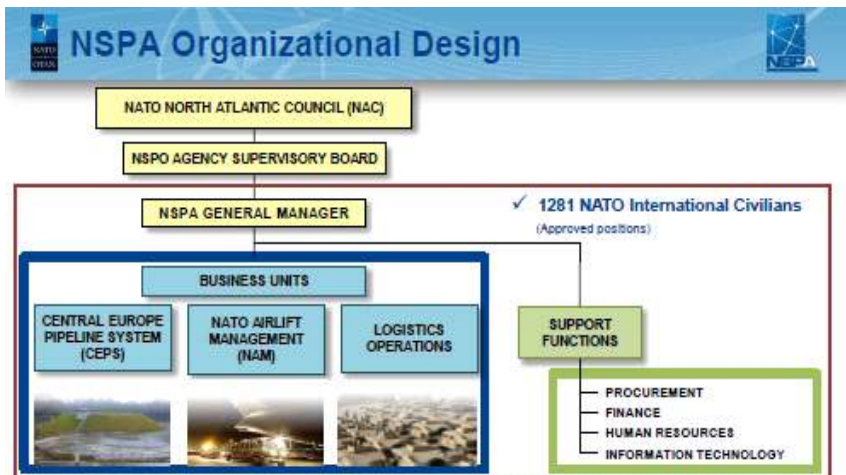 NATO
OTAN
NSPA Organizational Design
NSPA
NATO NORTH ATLANTIC COUNCIL (NAC)
NSPO AGENCY SUPERVISORY BOARD
NSPA GENERAL MANAGER
✓ 1281 NATO International Civilians
(Approved positions)
BUSINESS UNITS
CENTRAL EUROPE
PIPELINE SYSTEM
(CEPS)
NATO AIRLIFT
MANAGEMENT
(NAM)
LOGISTICS
OPERATIONS
SUPPORT
FUNCTIONS
PROCUREMENT
FINANCE
HUMAN RESOURCES
INFORMATION TECHNOLOGY